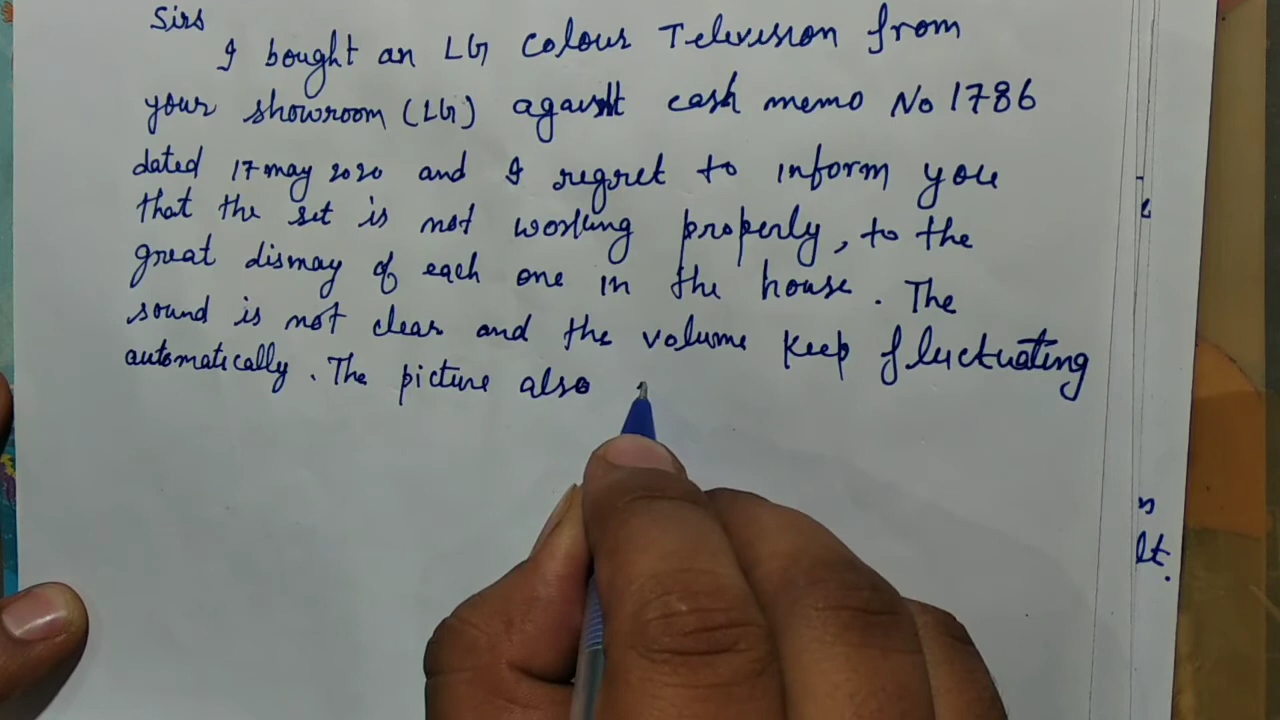 Sirs
I bought an LG Colour Television from
your showroom (LG) against cash memo No 1786
dated 17 may 2020 and I regret to inform you
that the set is not working properly, to the
great dismay of each one in the house. The
sound is not clear and the volume keep fluctuating
automatically. The picture also
lt.